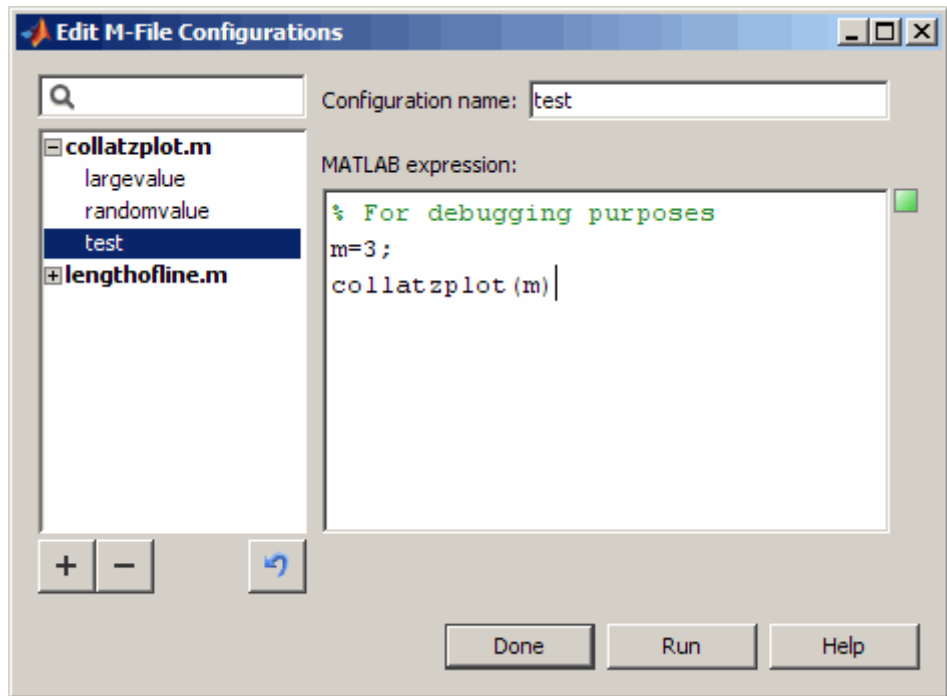 Edit M-File Configurations
Configuration name: test
collatzplot.m
largevalue
randomvalue
test
lengthofline.m
MATLAB expression:
% For debugging purposes
m=3;
collatzplot(m)
Done Run Help